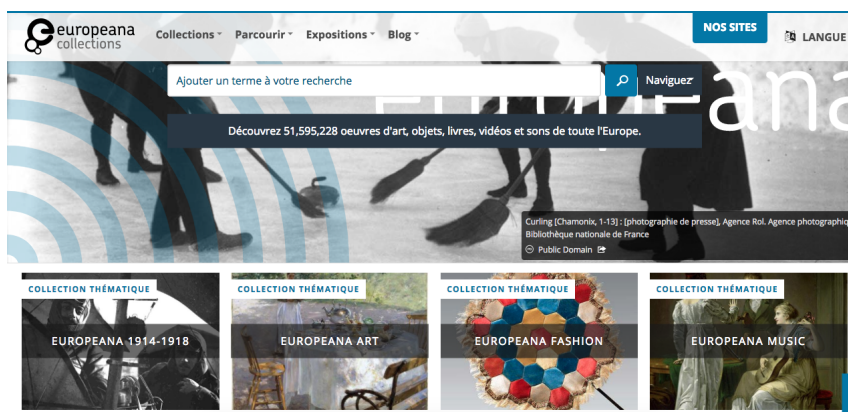 europeana
collections
Collections
Parcourir
Expositions
Blog
NOS SITES
LANGUE
Ajouter un terme à votre recherche
Naviguez
europeana
Découvrez 51,595,228 oeuvres d'art, objets, livres, vidéos et sons de toute l'Europe.
Curling [Chamonix, 1-13] : [photographie de presse], Agence Rol. Agence photographiq
Bibliothèque nationale de France
Public Domain
COLLECTION THÉMATIQUE
COLLECTION THÉMATIQUE
COLLECTION THÉMATIQUE
COLLECTION THÉMATIQUE
EUROPEANA 1914-1918
EUROPEANA ART
EUROPEANA FASHION
EUROPEANA MUSIC